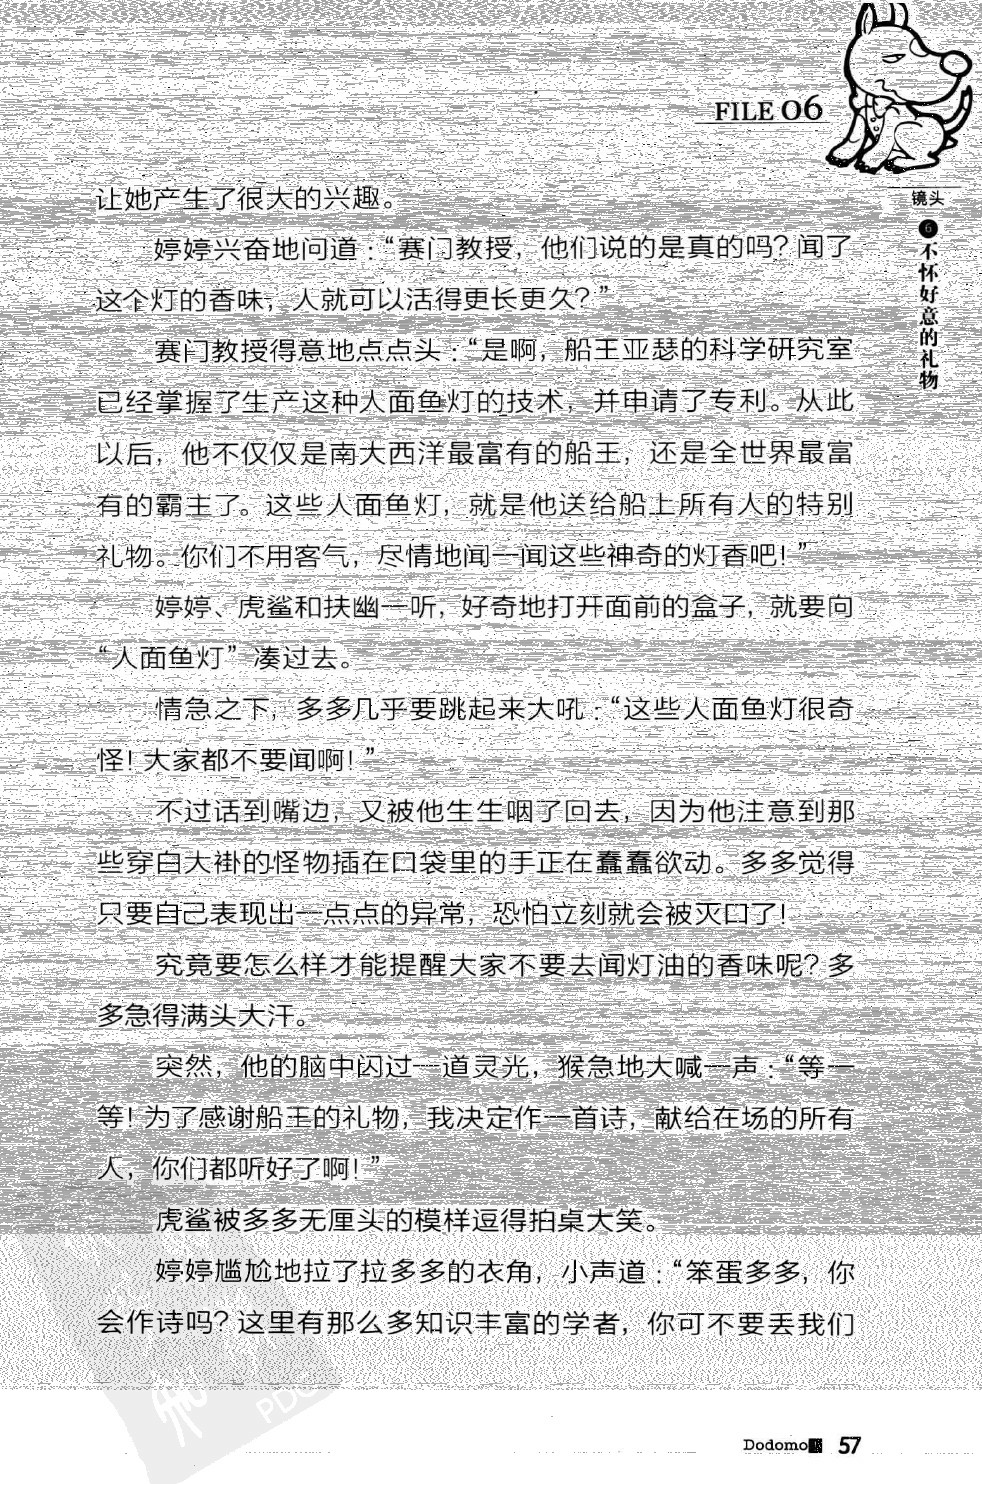 FILE 06
镜头
6
不怀好意的礼物
让她产生了很大的兴趣。
婷婷兴奋地问道：“赛门教授，他们说的是真的吗？闻了
这个灯的香味，人就可以活得更长更久？”
赛门教授得意地点点头：“是啊，船王亚瑟的科学研究室
已经掌握了生产这种人面鱼灯的技术，并申请了专利。从此
以后，他不仅仅是南大西洋最富有的船王，还是全世界最富
有的霸主了。这些人面鱼灯，就是他送给船上所有人的特别
礼物。你们不用客气，尽情地闻一闻这些神奇的灯香吧！”
婷婷、虎鲨和扶幽一听，好奇地打开面前的盒子，就要向
“人面鱼灯”凑过去。
情急之下，多多几乎要跳起来大吼：“这些人面鱼灯很奇
怪！大家都不要闻啊！”
不过话到嘴边，又被他生生咽了回去，因为他注意到那
些穿白大褂的怪物插在口袋里的手正在蠢蠢欲动。多多觉得
只要自己表现出一点点的异常，恐怕立刻就会被灭口了！
究竟要怎么样才能提醒大家不要去闻灯油的香味呢？多
多急得满头大汗。
突然，他的脑中闪过一道灵光，猴急地大喊一声：“等一
等！为了感谢船王的礼物，我决定作一首诗，献给在场的所有
人，你们都听好了啊！”
虎鲨被多多无厘头的模样逗得拍桌大笑。
婷婷尴尬地拉了拉多多的衣角，小声道：“笨蛋多多，你
会作诗吗？这里有那么多知识丰富的学者，你可不要丢我们
Dodomo 57